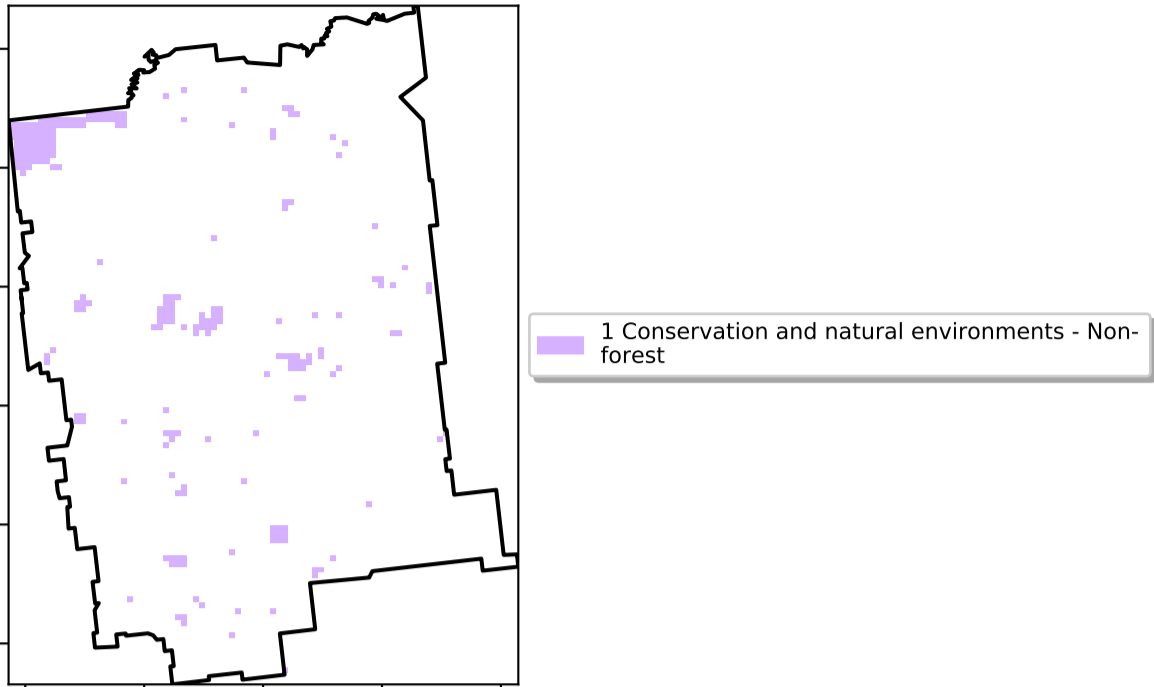 1 Conservation and natural environments - Non-
forest